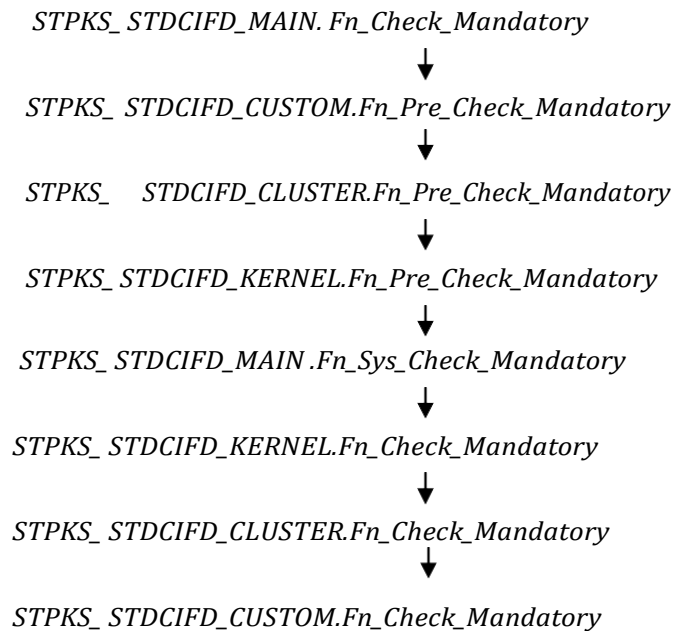 STPKS_ STDCIFD_MAIN. Fn_Check_Mandatory
STPKS_ STDCIFD_CUSTOM.Fn_Pre_Check_Mandatory
STPKS_ STDCIFD_CLUSTER.Fn_Pre_Check_Mandatory
STPKS_ STDCIFD_KERNEL.Fn_Pre_Check_Mandatory
STPKS_ STDCIFD_MAIN .Fn_Sys_Check_Mandatory
STPKS_ STDCIFD_KERNEL.Fn_Check_Mandatory
STPKS_ STDCIFD_CLUSTER.Fn_Check_Mandatory
STPKS_ STDCIFD_CUSTOM.Fn_Check_Mandatory